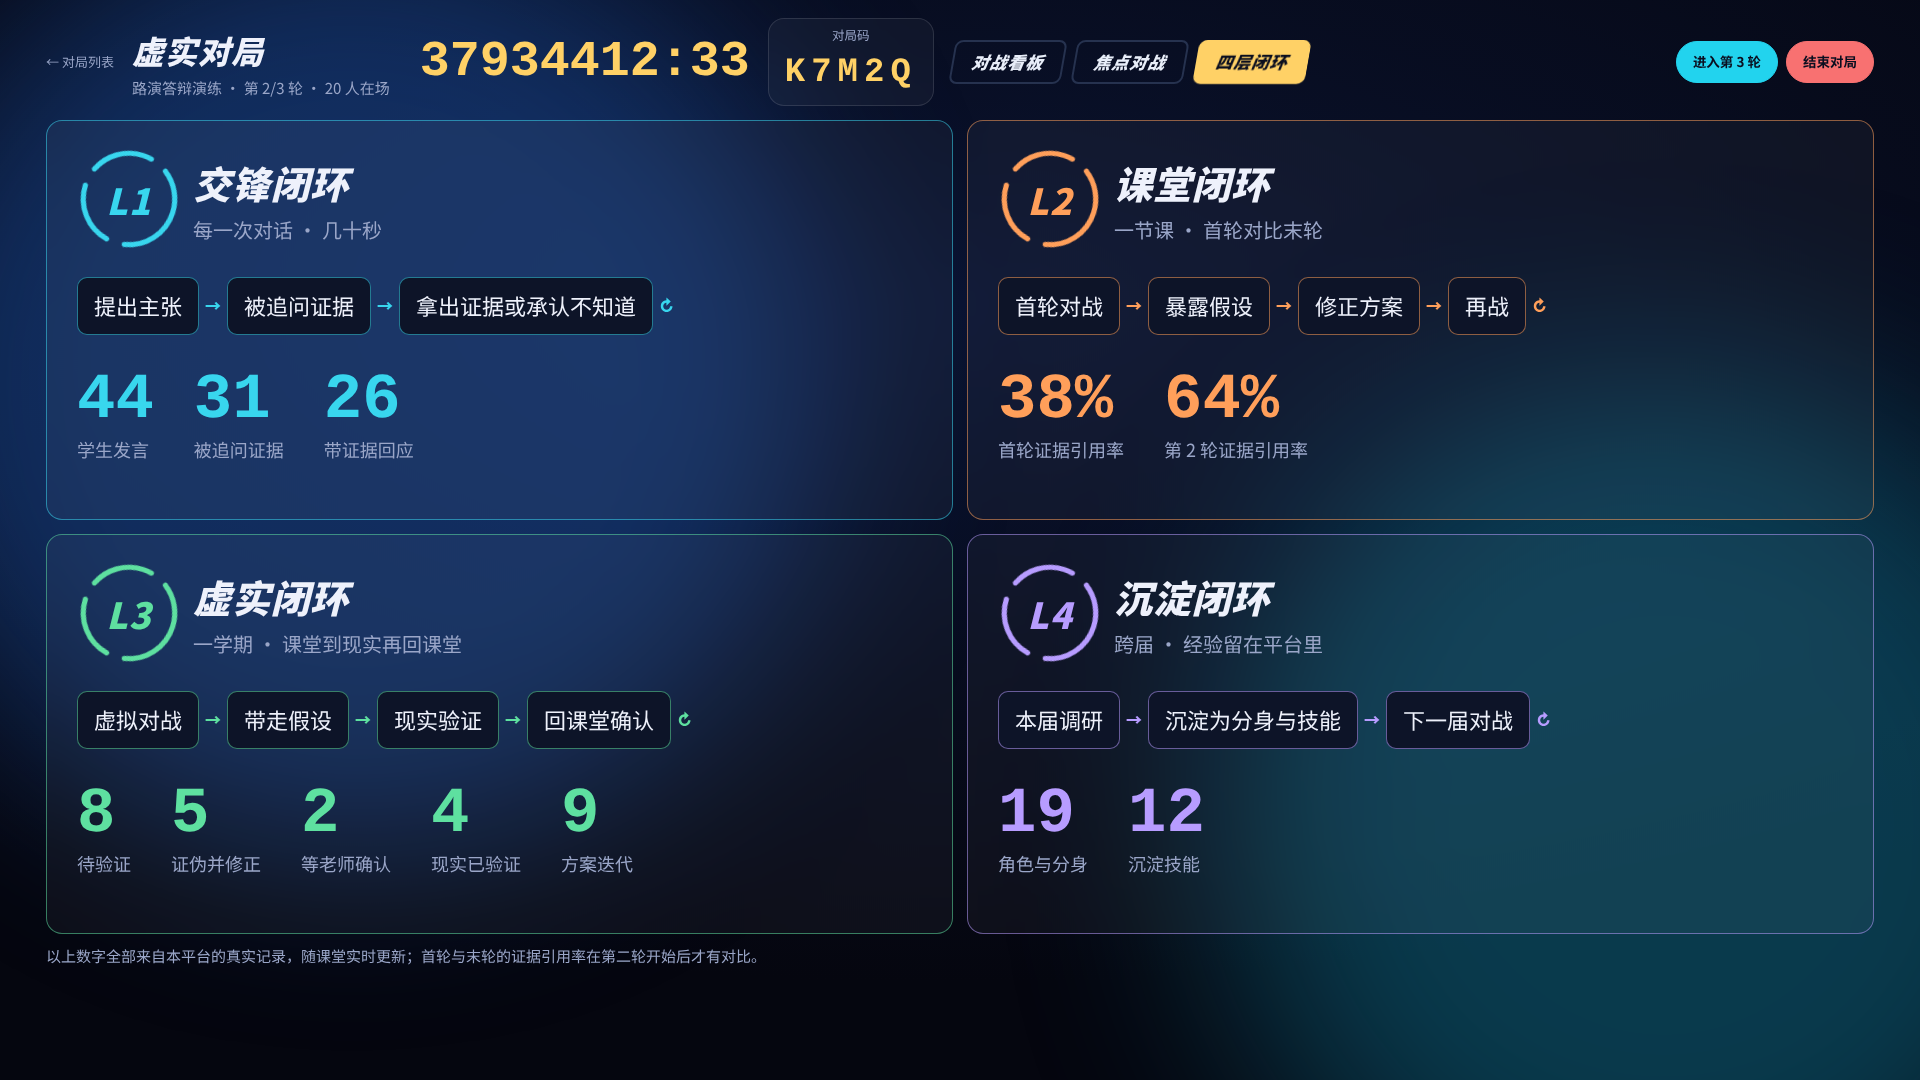 ← 对局列表
虚实对局
路演答辩演练 · 第 2/3 轮 · 20 人在场
37934412:33
对局码
K7M2Q
对战看板
焦点对战
四层闭环
进入第 3 轮
结束对局
L1
交锋闭环
每一次对话 · 几十秒
提出主张 → 被追问证据 → 拿出证据或承认不知道 ↻
44 31 26
学生发言 被追问证据 带证据回应
L2
课堂闭环
一节课 · 首轮对比末轮
首轮对战 → 暴露假设 → 修正方案 → 再战 ↻
38% 64%
首轮证据引用率 第 2 轮证据引用率
L3
虚实闭环
一学期 · 课堂到现实再回课堂
虚拟对战 → 带走假设 → 现实验证 → 回课堂确认 ↻
8 5 2 4 9
待验证 证伪并修正 等老师确认 现实已验证 方案迭代
L4
沉淀闭环
跨届 · 经验留在平台里
本届调研 → 沉淀为分身与技能 → 下一届对战 ↻
19 12
角色与分身 沉淀技能
以上数字全部来自本平台的真实记录，随课堂实时更新；首轮与末轮的证据引用率在第二轮开始后才有对比。